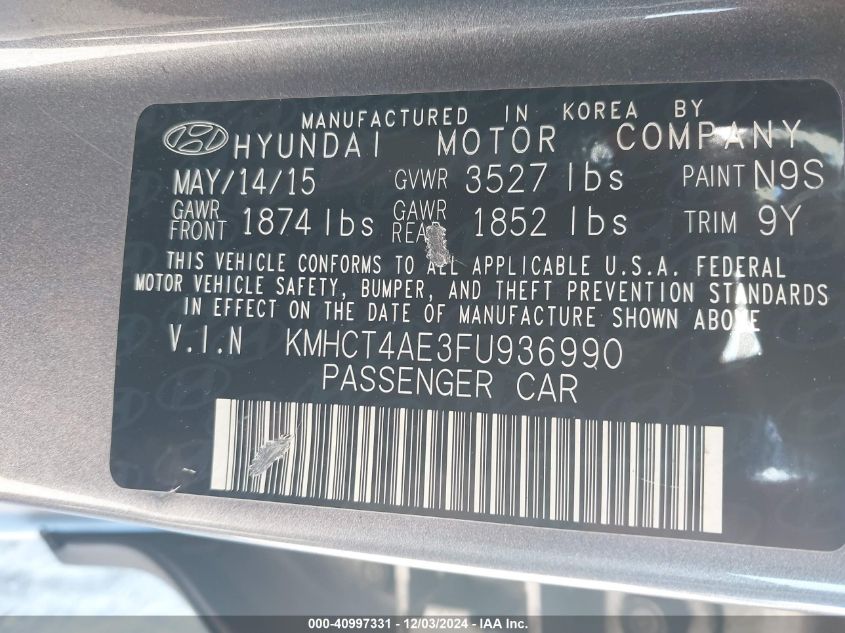 MANUFACTURED IN KOREA BY
HYUNDAI MOTOR COMPANY
MAY/14/15 GVWR 3527 lbs PAINT N9S
GAWR FRONT 1874 lbs GAWR REAR 1852 lbs TRIM 9Y
THIS VEHICLE CONFORMS TO ALL APPLICABLE U.S.A. FEDERAL
MOTOR VEHICLE SAFETY, BUMPER, AND THEFT PREVENTION STANDARDS
IN EFFECT ON THE DATE OF MANUFACTURE SHOWN ABOVE
V.I.N KMHCT4AE3FU936990
PASSENGER CAR
000-40997331 - 12/03/2024 - IAA Inc.